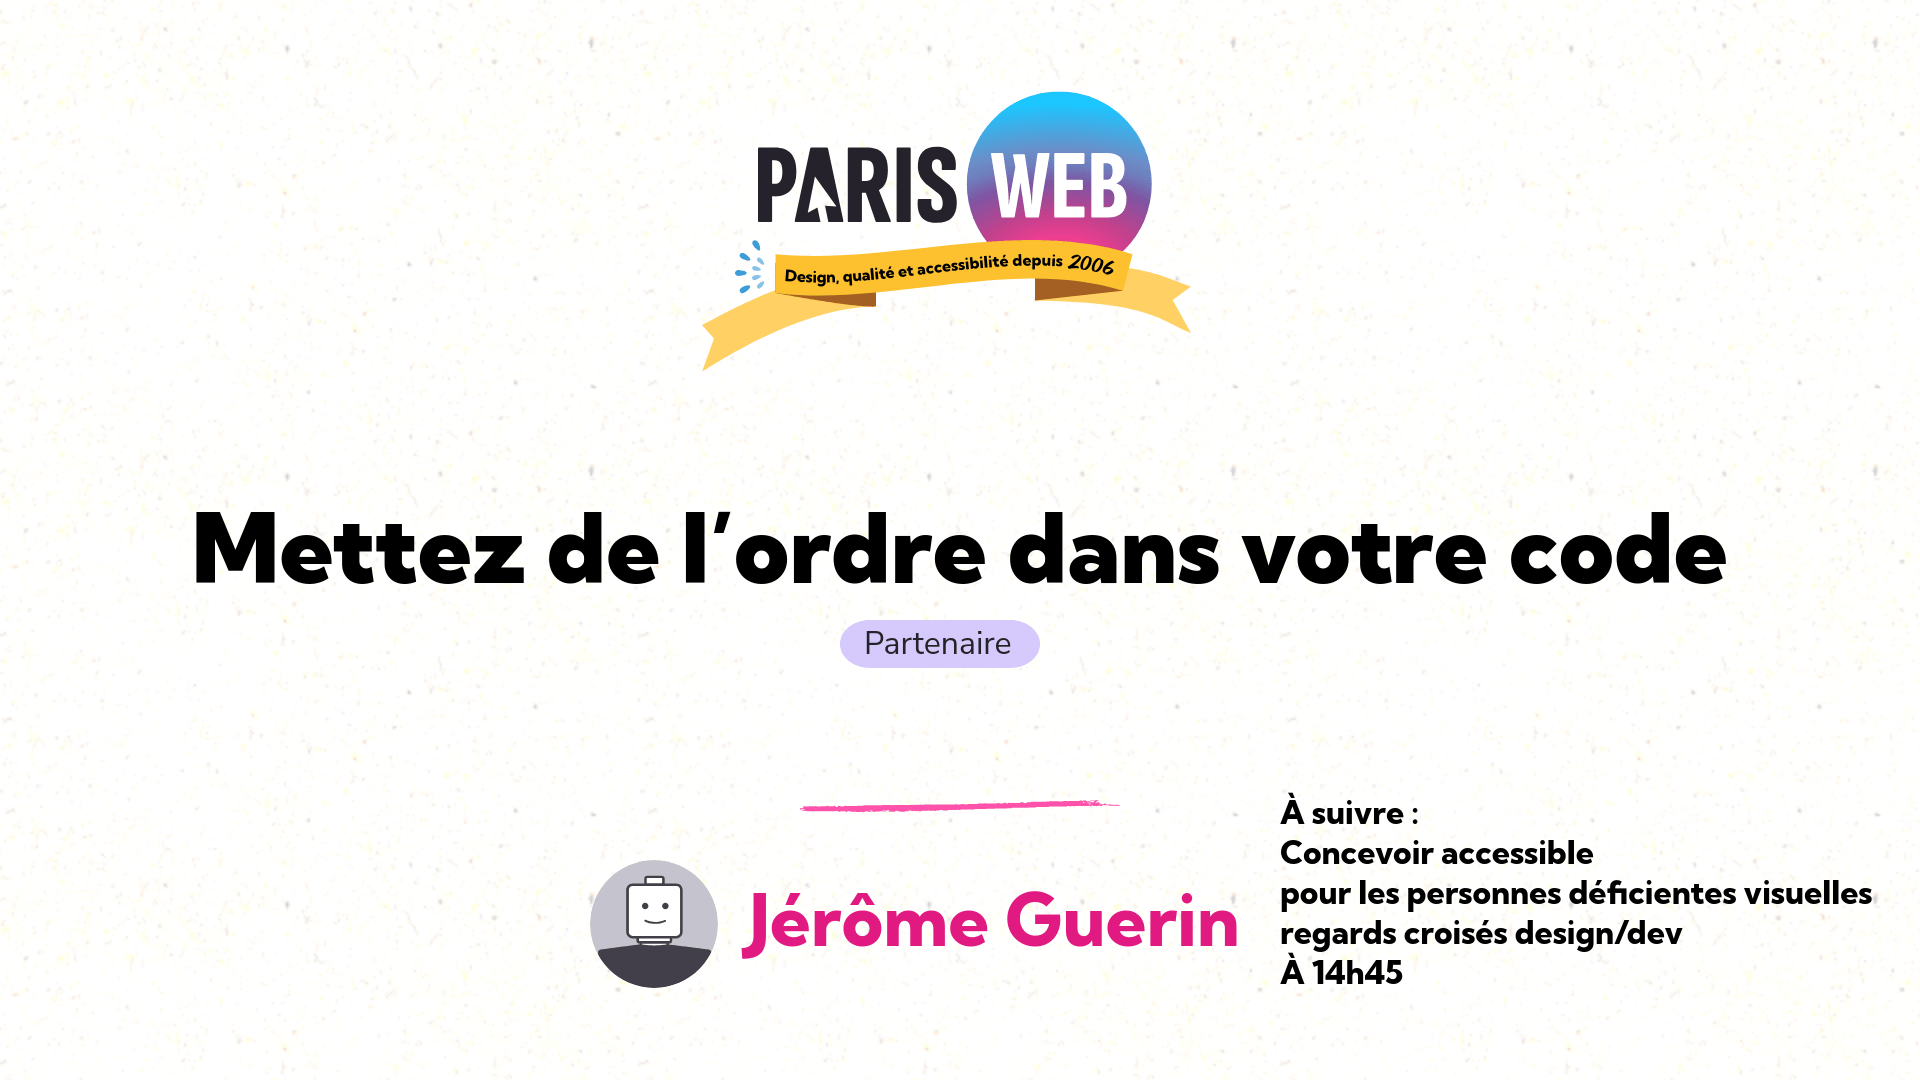 PARIS WEB
Design, qualité et accessibilité depuis 2006
Mettez de l’ordre dans votre code
Partenaire
Jérôme Guerin
À suivre :
Concevoir accessible
pour les personnes déficientes visuelles
regards croisés design/dev
À 14h45